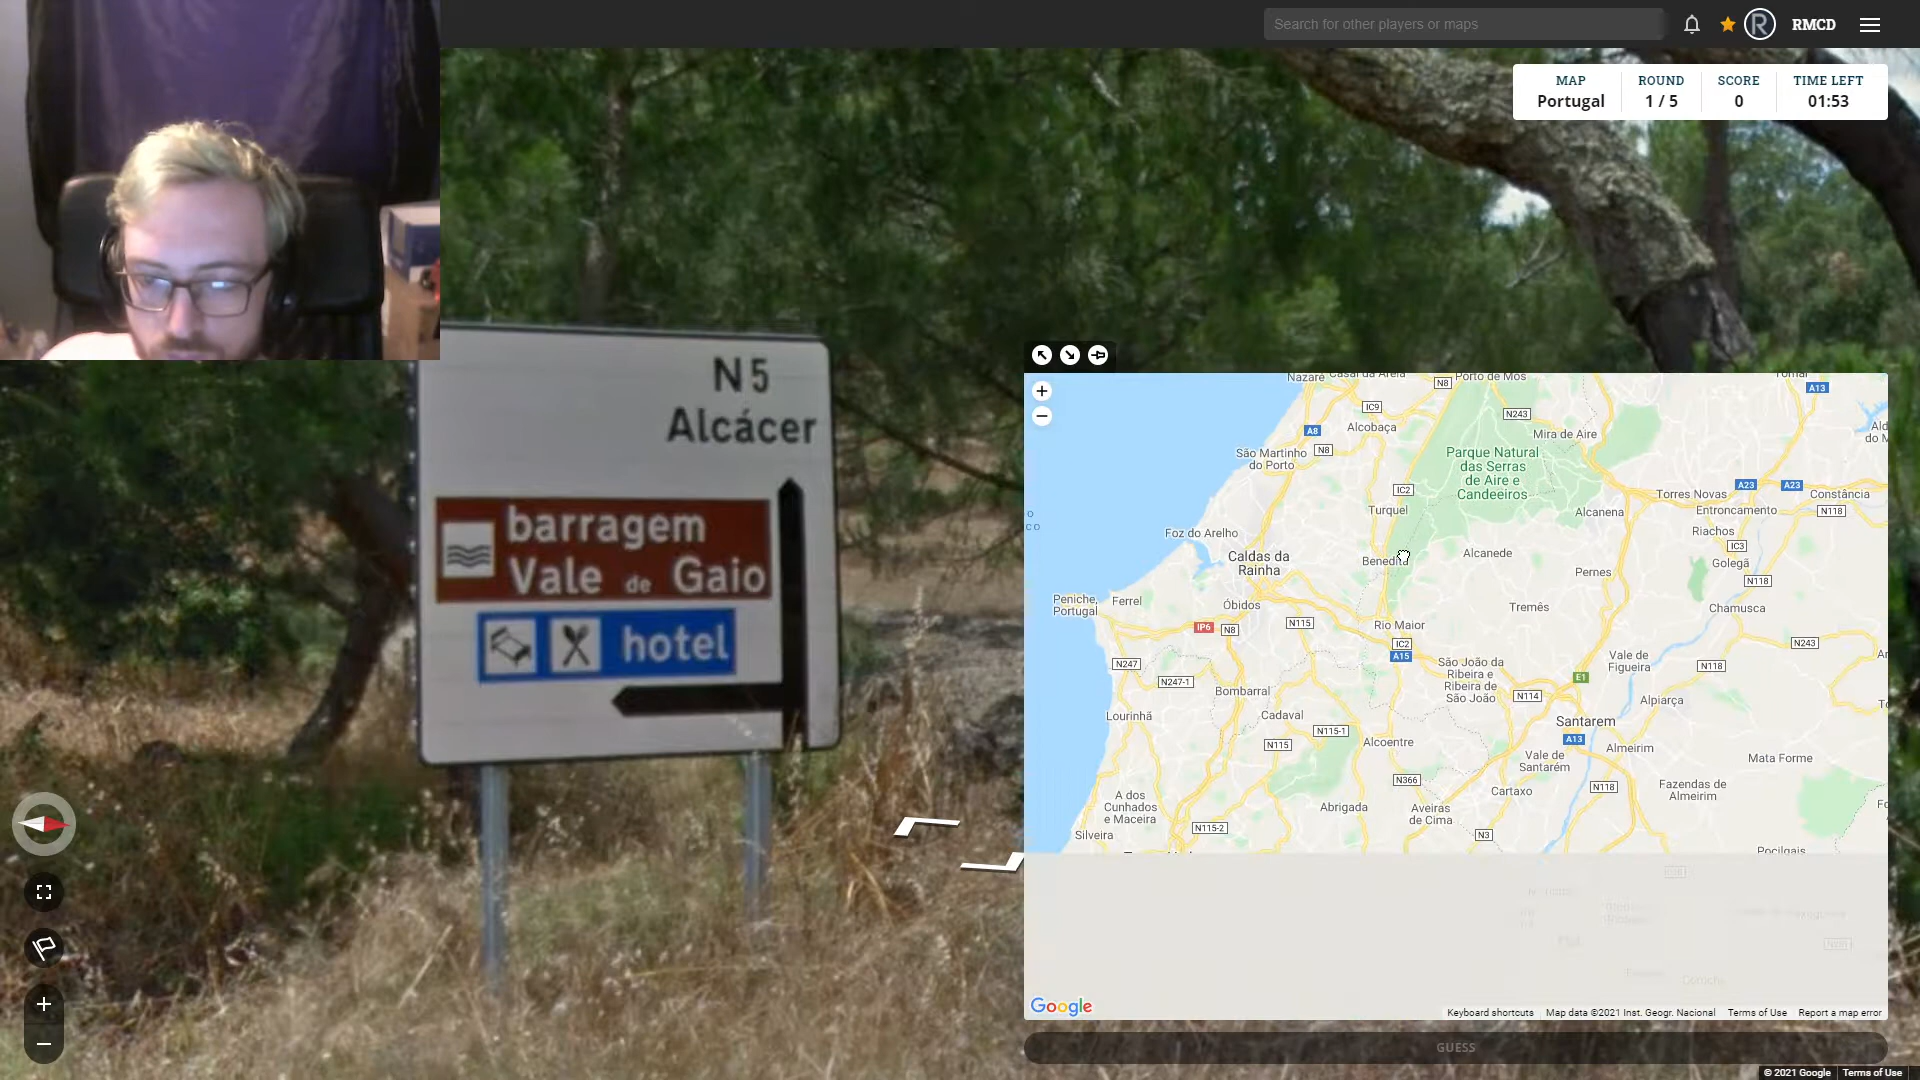 Search for other players or maps
RMCD
MAP
Portugal
ROUND
1 / 5
SCORE
0
TIME LEFT
01:53
N5
Alcácer
barragem
Vale de Gaio
hotel
Nazaré
Casal da Areia
N8
Porto de Mós
Tomar
A13
IC9
N243
A8
Alcobaça
Mira de Aire
São Martinho
do Porto
N8
Parque Natural
das Serras
de Aire e
Candeeiros
IC2
Turquel
Torres Novas
A23
A23
Constância
Alcanena
Entroncamento
N118
Riachos
Foz do Arelho
Caldas da
Rainha
Benedita
Alcanede
IC3
Golegã
Pernes
N118
Peniche,
Portugal
Ferrel
Óbidos
Tremês
Chamusca
IP6
N8
N115
Rio Maior
IC2
A15
N243
N247
São João da
Ribeira e
Ribeira de
São João
Vale de
Figueira
N118
N247-1
Bombarral
E1
N114
Alpiarça
Lourinhã
Cadaval
N115-1
N115
Alcoentre
Santarem
A13
Almeirim
Vale de
Santarém
Mata Forme
N366
Cartaxo
N118
Fazendas de
Almeirim
A dos
Cunhados
e Maceira
Abrigada
Aveiras
de Cima
Silveira
N115-2
N3
Pocilgais
Google
Keyboard shortcuts
Map data ©2021 Inst. Geogr. Nacional
Terms of Use
Report a map error
GUESS
© 2021 Google
Terms of Use